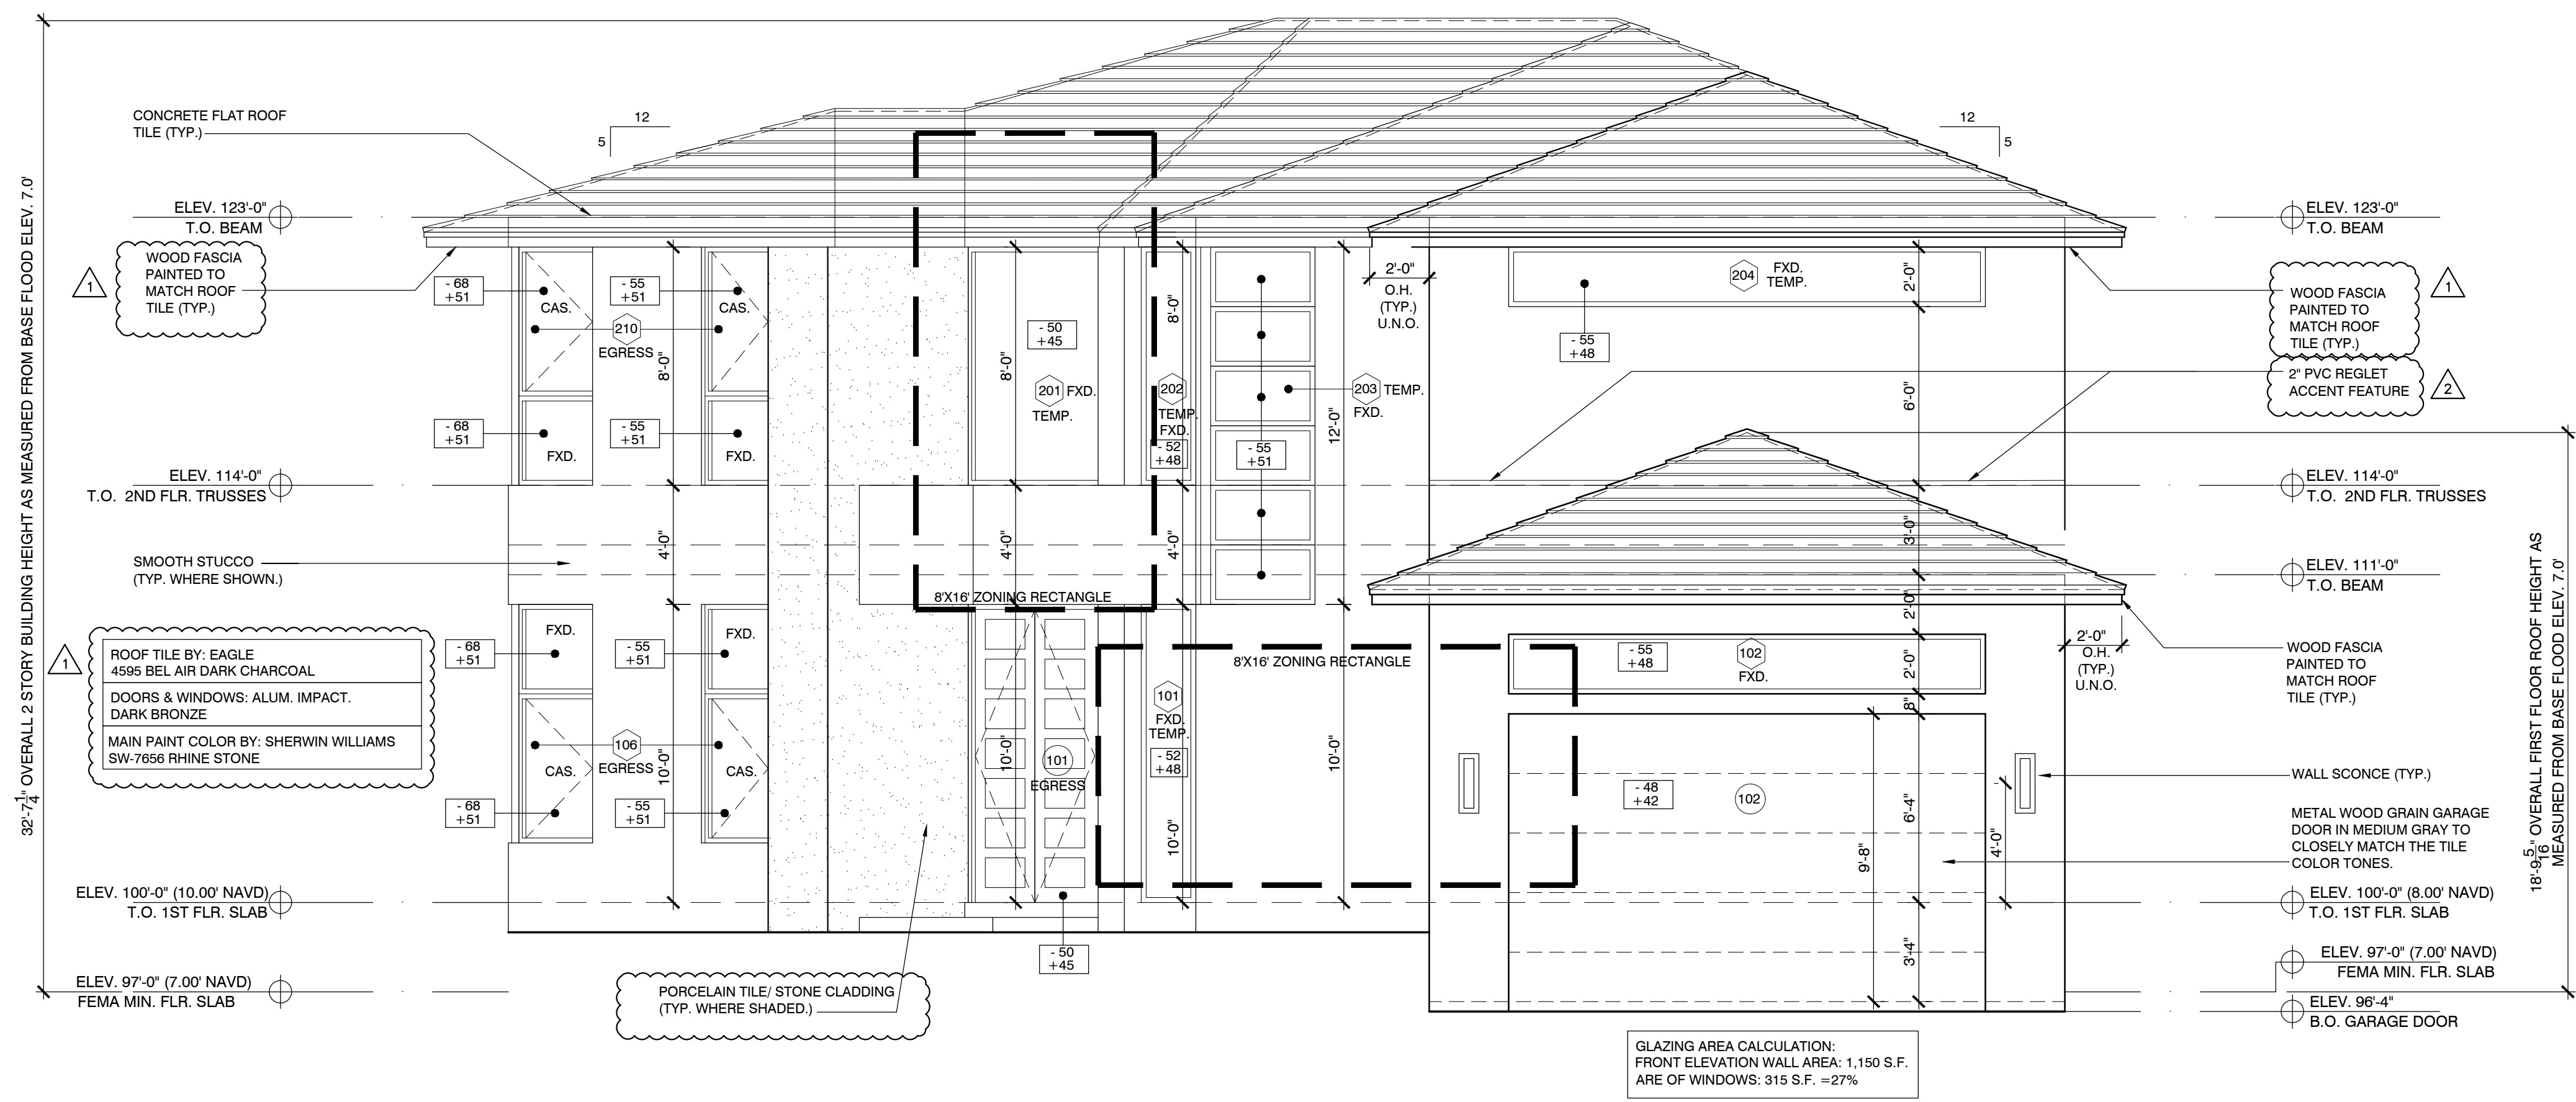 32'-7 1/4" OVERALL 2 STORY BUILDING HEIGHT AS MEASURED FROM BASE FLOOD ELEV. 7.0'
CONCRETE FLAT ROOF
TILE (TYP.)
12
5
12
5
ELEV. 123'-0"
T.O. BEAM
ELEV. 123'-0"
T.O. BEAM
1
WOOD FASCIA
PAINTED TO
MATCH ROOF
TILE (TYP.)
- 68
+51
CAS.
- 55
+51
CAS.
210
EGRESS
8'-0"
- 68
+51
FXD.
- 55
+51
FXD.
8'-0"
- 50
+45
201 FXD.
TEMP.
8'-0"
202
TEMP.
FXD.
- 52
+48
- 55
+51
203 TEMP.
FXD.
12'-0"
2'-0"
O.H.
(TYP.)
U.N.O.
204
FXD.
TEMP.
- 55
+48
2'-0"
6'-0"
WOOD FASCIA
PAINTED TO
MATCH ROOF
TILE (TYP.)
1
2" PVC REGLET
ACCENT FEATURE
2
ELEV. 114'-0"
T.O. 2ND FLR. TRUSSES
ELEV. 114'-0"
T.O. 2ND FLR. TRUSSES
SMOOTH STUCCO
(TYP. WHERE SHOWN.)
4'-0"
4'-0"
4'-0"
3'-0"
ELEV. 111'-0"
T.O. BEAM
8'X16' ZONING RECTANGLE
2'-0"
1
ROOF TILE BY: EAGLE
4595 BEL AIR DARK CHARCOAL
DOORS & WINDOWS: ALUM. IMPACT.
DARK BRONZE
MAIN PAINT COLOR BY: SHERWIN WILLIAMS
SW-7656 RHINE STONE
- 68
+51
FXD.
- 55
+51
FXD.
106
EGRESS
CAS.
CAS.
- 68
+51
- 55
+51
10'-0"
10'-0"
101
EGRESS
- 50
+45
101
FXD.
TEMP.
- 52
+48
10'-0"
10'-0"
8'X16' ZONING RECTANGLE
- 55
+48
102
FXD.
2'-0"
8"
- 48
+42
102
9'-8"
6'-4"
3'-4"
4'-0"
2'-0"
O.H.
(TYP.)
U.N.O.
WOOD FASCIA
PAINTED TO
MATCH ROOF
TILE (TYP.)
WALL SCONCE (TYP.)
METAL WOOD GRAIN GARAGE
DOOR IN MEDIUM GRAY TO
CLOSELY MATCH THE TILE
COLOR TONES.
18'-9 5/16" OVERALL FIRST FLOOR ROOF HEIGHT AS
MEASURED FROM BASE FLOOD ELEV. 7.0'
ELEV. 100'-0" (10.00' NAVD)
T.O. 1ST FLR. SLAB
ELEV. 100'-0" (8.00' NAVD)
T.O. 1ST FLR. SLAB
ELEV. 97'-0" (7.00' NAVD)
FEMA MIN. FLR. SLAB
ELEV. 97'-0" (7.00' NAVD)
FEMA MIN. FLR. SLAB
PORCELAIN TILE/ STONE CLADDING
(TYP. WHERE SHADED.)
ELEV. 96'-4"
B.O. GARAGE DOOR
GLAZING AREA CALCULATION:
FRONT ELEVATION WALL AREA: 1,150 S.F.
ARE OF WINDOWS: 315 S.F. =27%